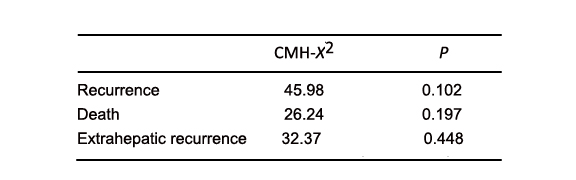 CMH-X2 P
Recurrence 45.98 0.102
Death 26.24 0.197
Extrahepatic recurrence 32.37 0.448